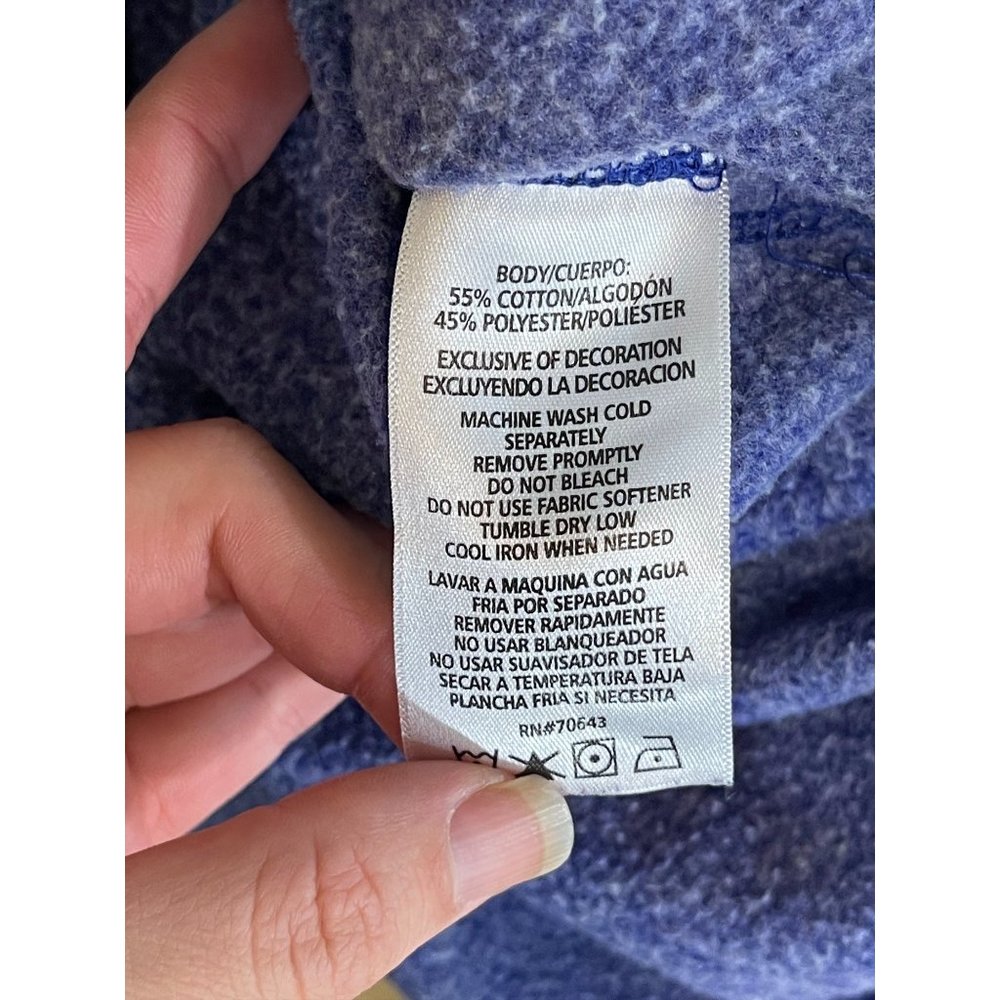 BODY/CUERPO:
55% COTTON/ALGODÓN
45% POLYESTER/POLIÉSTER
EXCLUSIVE OF DECORATION
EXCLUYENDO LA DECORACION
MACHINE WASH COLD
SEPARATELY
REMOVE PROMPTLY
DO NOT BLEACH
DO NOT USE FABRIC SOFTENER
TUMBLE DRY LOW
COOL IRON WHEN NEEDED
LAVAR A MAQUINA CON AGUA
FRIA POR SEPARADO
REMOVER RAPIDAMENTE
NO USAR BLANQUEADOR
NO USAR SUAVISADOR DE TELA
SECAR A TEMPERATURA BAJA
PLANCHA FRIA SI NECESITA
RN#70643